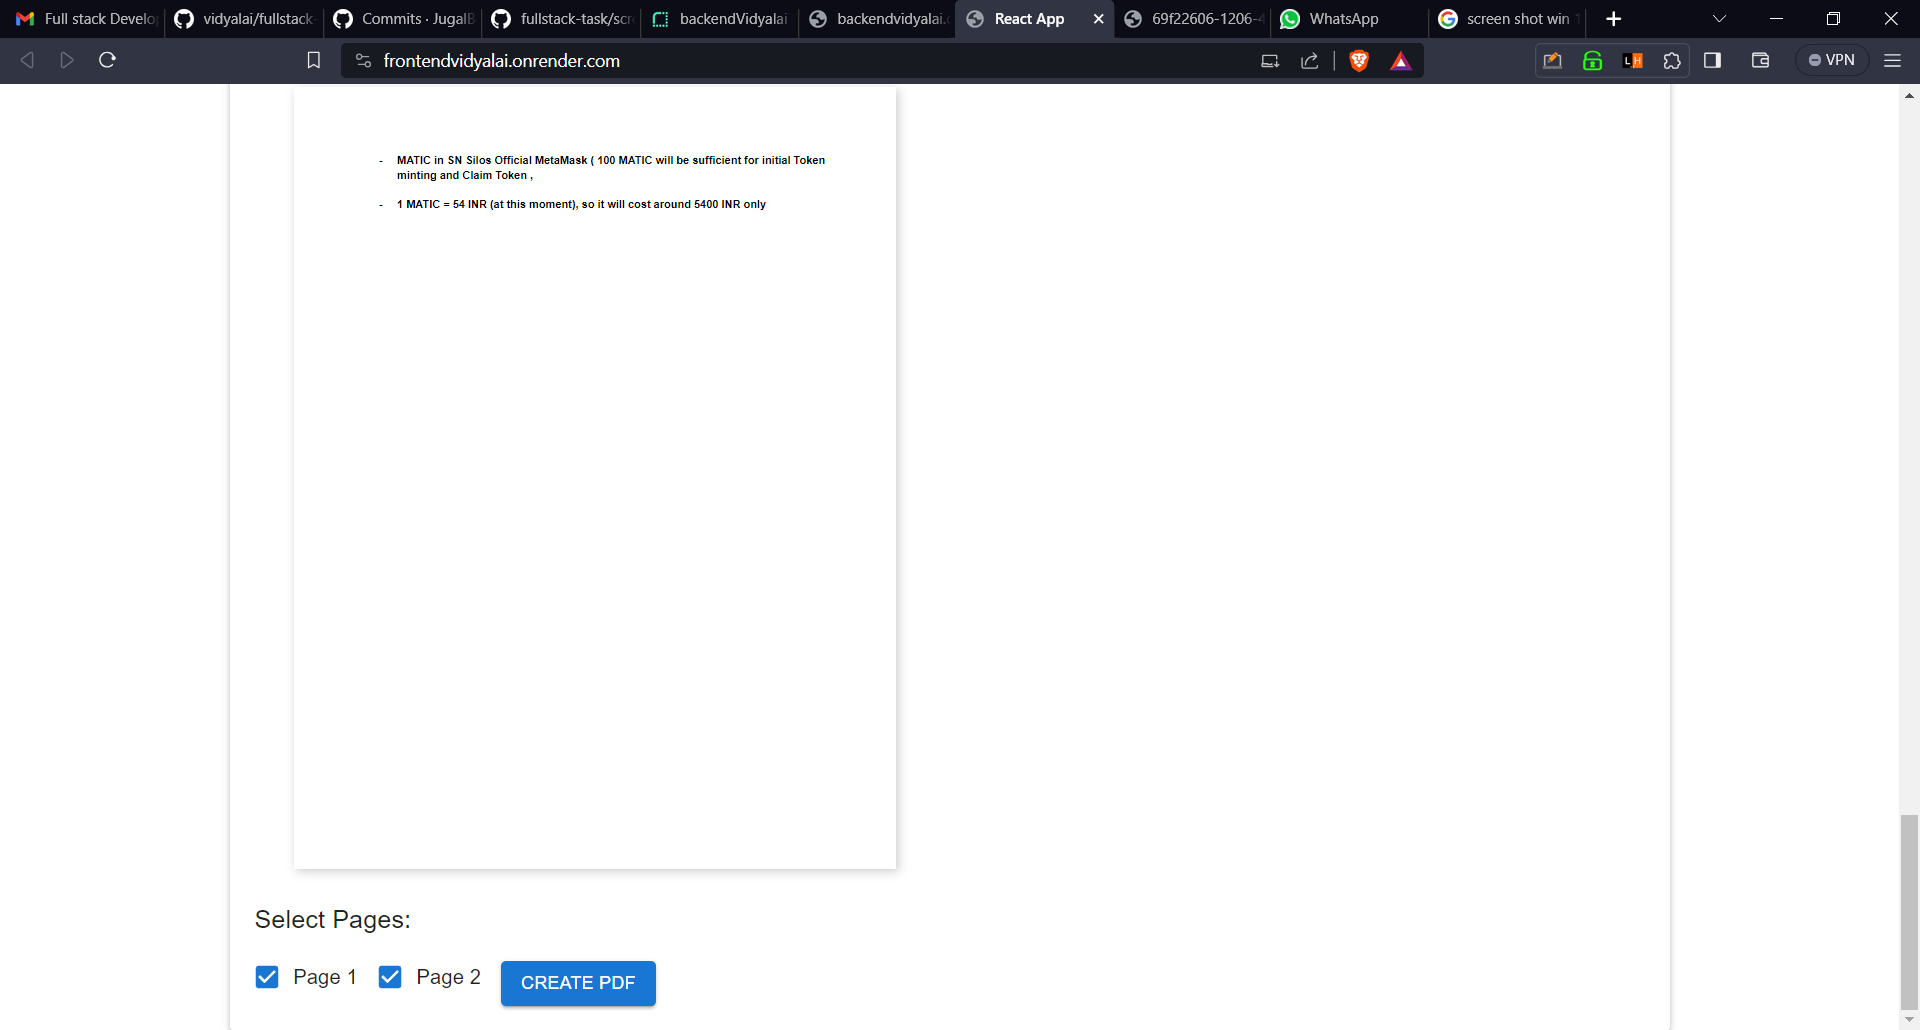 Full stack Develo
vidyalai/fullstack-
Commits · JugalB
fullstack-task/scr
backendVidyalai
backendvidyalai.
React App
69f22606-1206-4
WhatsApp
screen shot win 1
frontendvidyalai.onrender.com
VPN
- MATIC in SN Silos Official MetaMask ( 100 MATIC will be sufficient for initial Token
minting and Claim Token ,
- 1 MATIC = 54 INR (at this moment), so it will cost around 5400 INR only
Select Pages:
Page 1 Page 2 CREATE PDF